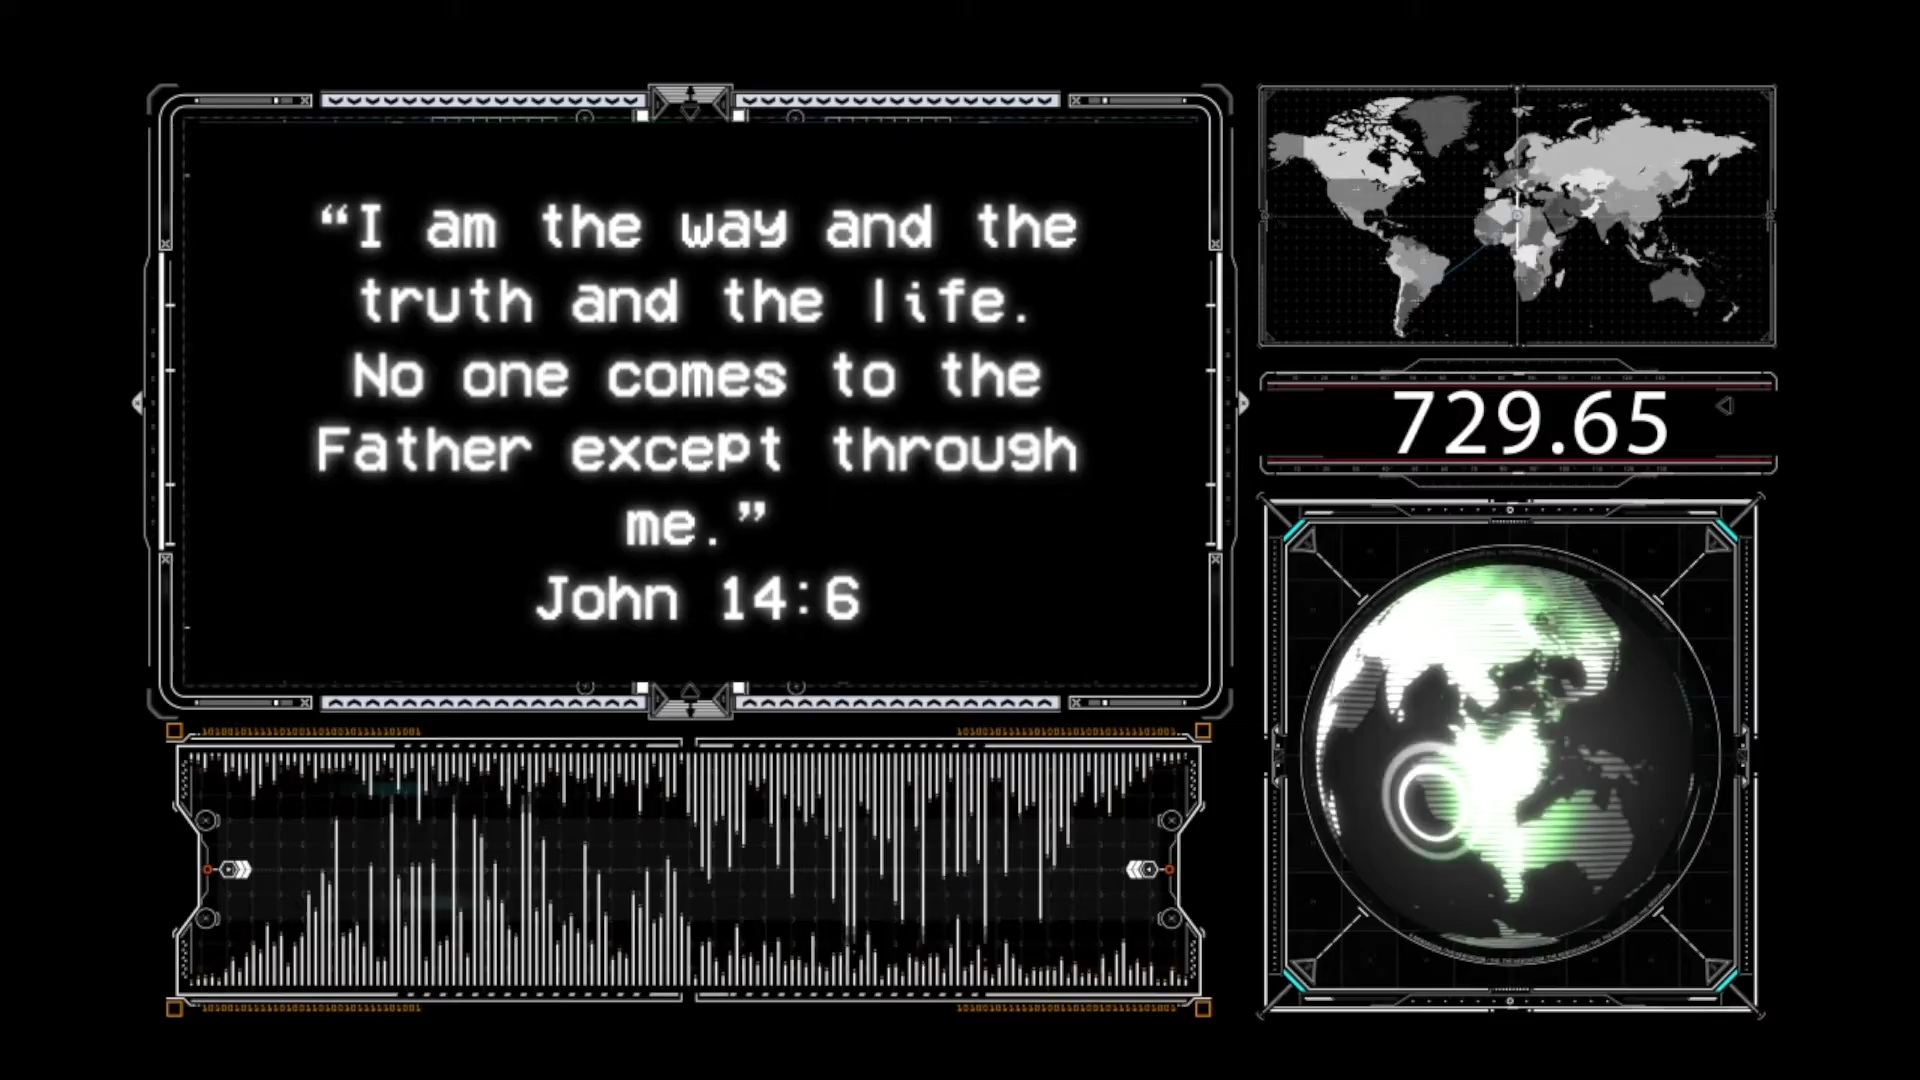 “I am the way and the
truth and the life.
No one comes to the
Father except through
me.”
John 14:6
729.65